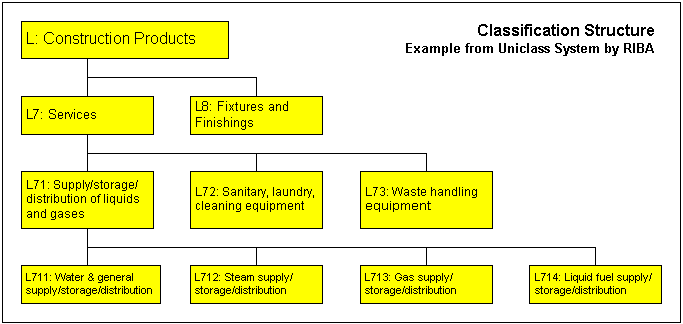 Classification Structure
Example from Uniclass System by RIBA
L: Construction Products
L7: Services
L8: Fixtures and
Finishings
L71: Supply/storage/
distribution of liquids
and gases
L72: Sanitary, laundry,
cleaning equipment
L73: Waste handling
equipment
L711: Water & general
supply/storage/distribution
L712: Steam supply/
storage/distribution
L713: Gas supply/
storage/distribution
L714: Liquid fuel supply/
storage/distribution